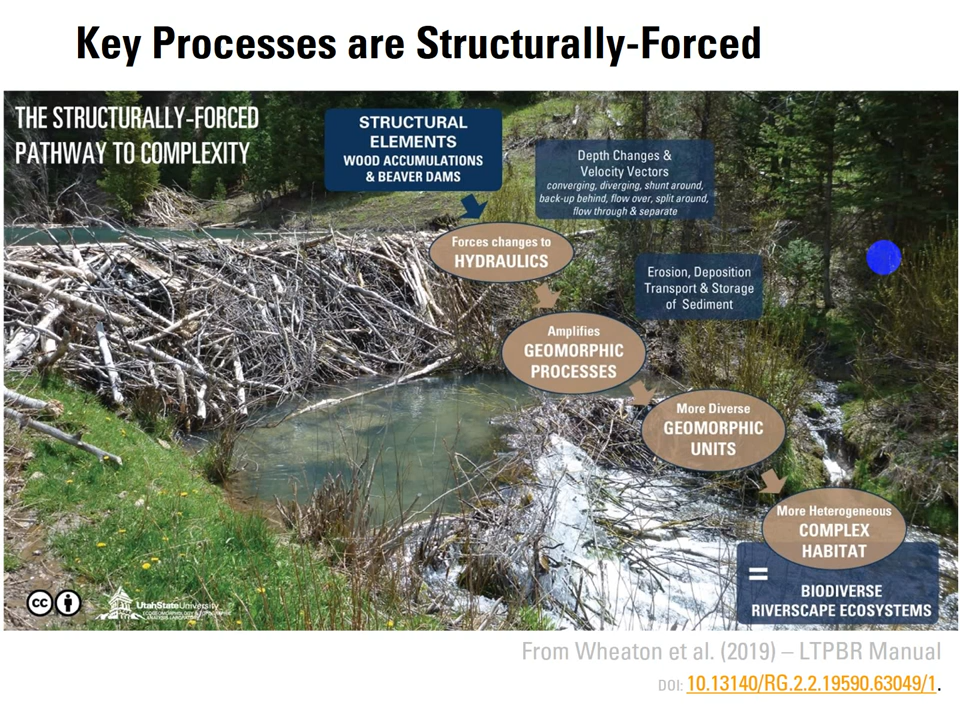 Key Processes are Structurally-Forced
THE STRUCTURALLY-FORCED
PATHWAY TO COMPLEXITY
STRUCTURAL
ELEMENTS
WOOD ACCUMULATIONS
& BEAVER DAMS
Depth Changes &
Velocity Vectors
converging, diverging, shunt around,
back-up behind, flow over, split around,
flow through & separate
Forces changes to
HYDRAULICS
Erosion, Deposition
Transport & Storage
of Sediment
Amplifies
GEOMORPHIC
PROCESSES
More Diverse
GEOMORPHIC
UNITS
More Heterogeneous
COMPLEX
HABITAT
=
BIODIVERSE
RIVERSCAPE ECOSYSTEMS
cc
UtahStateUniversity
From Wheaton et al. (2019) – LTPBR Manual
DOI: 10.13140/RG.2.2.19590.63049/1.